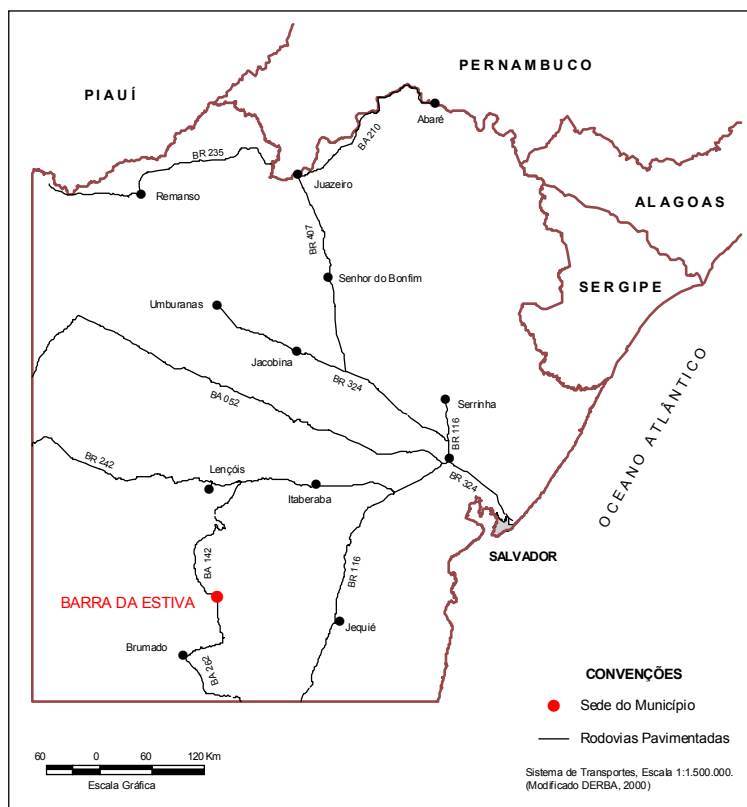 PERNAMBUCO
PIAUÍ
Abaré
BA 210
BR 235
Juazeiro
Remanso
ALAGOAS
BR 407
Senhor do Bonfim
SERGIPE
Umburanas
Jacobina
BR 324
BA 052
Serrinha
OCEANO ATLÂNTICO
BR 116
BR 242
Lençóis
Itaberaba
BR 324
SALVADOR
BA 142
BR 116
BARRA DA ESTIVA
Jequié
Brumado
BA 262
CONVENÇÕES
Sede do Município
Rodovias Pavimentadas
60 0 60 120 Km
Escala Gráfica
Sistema de Transportes, Escala 1:1.500.000.
(Modificado DERBA, 2000)